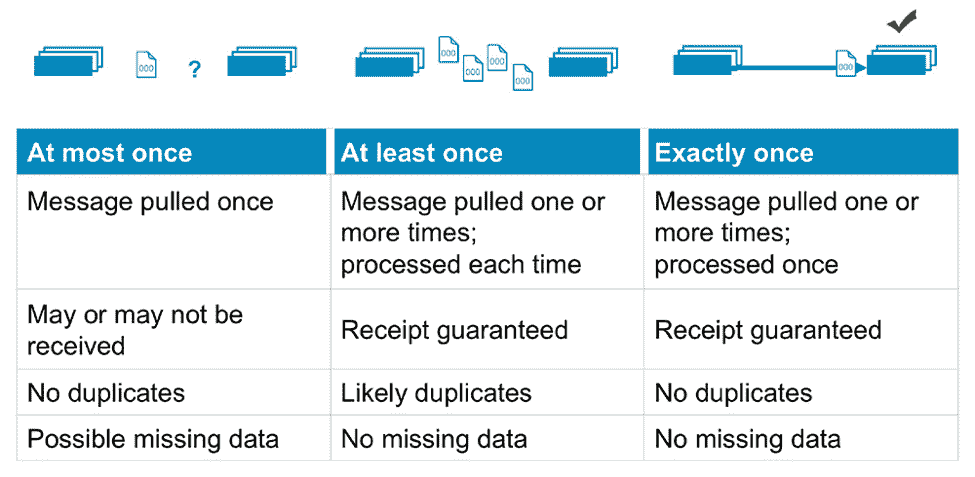 ?
At most once
At least once
Exactly once
Message pulled once
Message pulled one or
more times;
processed each time
Message pulled one or
more times;
processed once
May or may not be
received
Receipt guaranteed
Receipt guaranteed
No duplicates
Likely duplicates
No duplicates
Possible missing data
No missing data
No missing data